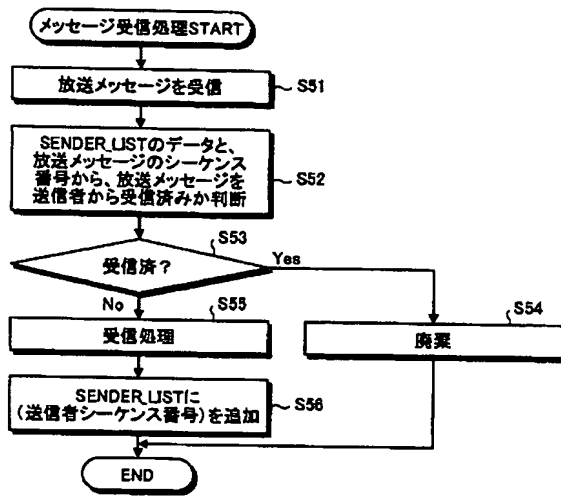 メッセージ受信処理START
放送メッセージを受信
S51
SENDER_LISTのデータと、
放送メッセージのシーケンス
番号から、放送メッセージを
送信者から受信済みか判断
S52
S53
受信済？
Yes
No
S55
受信処理
S54
廃棄
SENDER_LISTに
(送信者シーケンス番号)を追加
S56
END